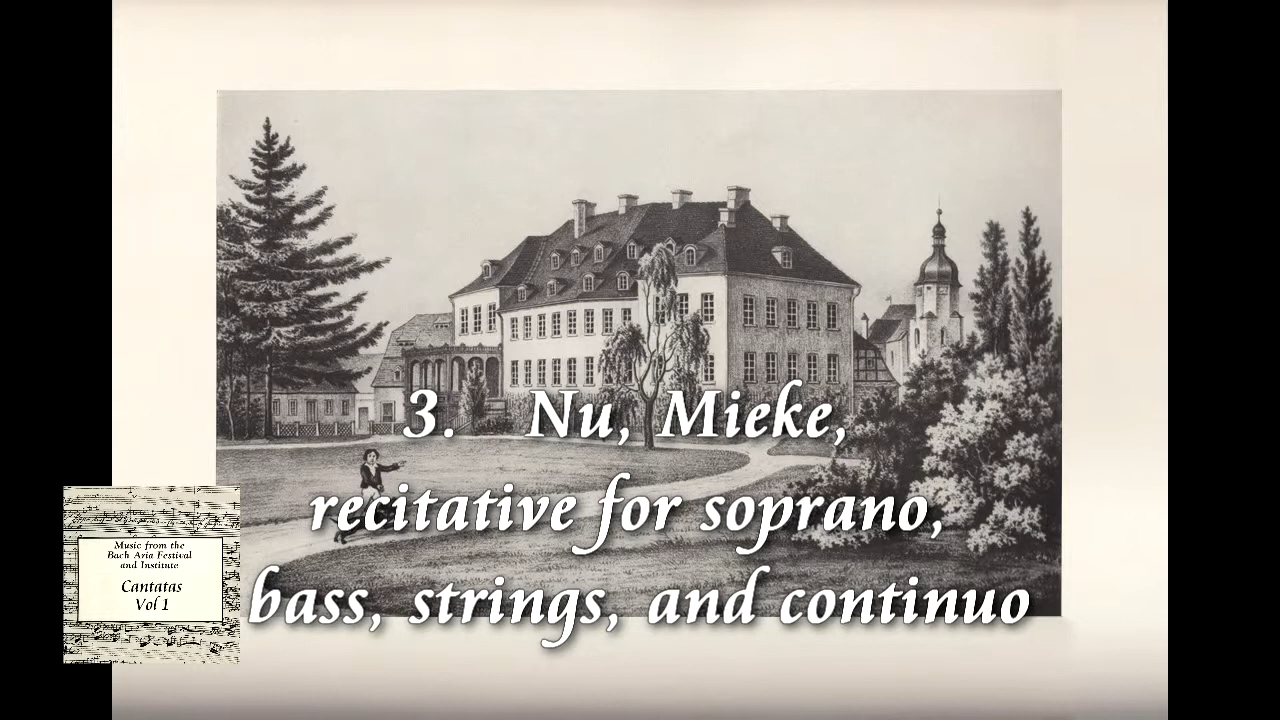 3. Nu, Mieke,
recitative for soprano,
bass, strings, and continuo
Music from the
Bach Aria Festival
and Institute
Cantatas
Vol 1